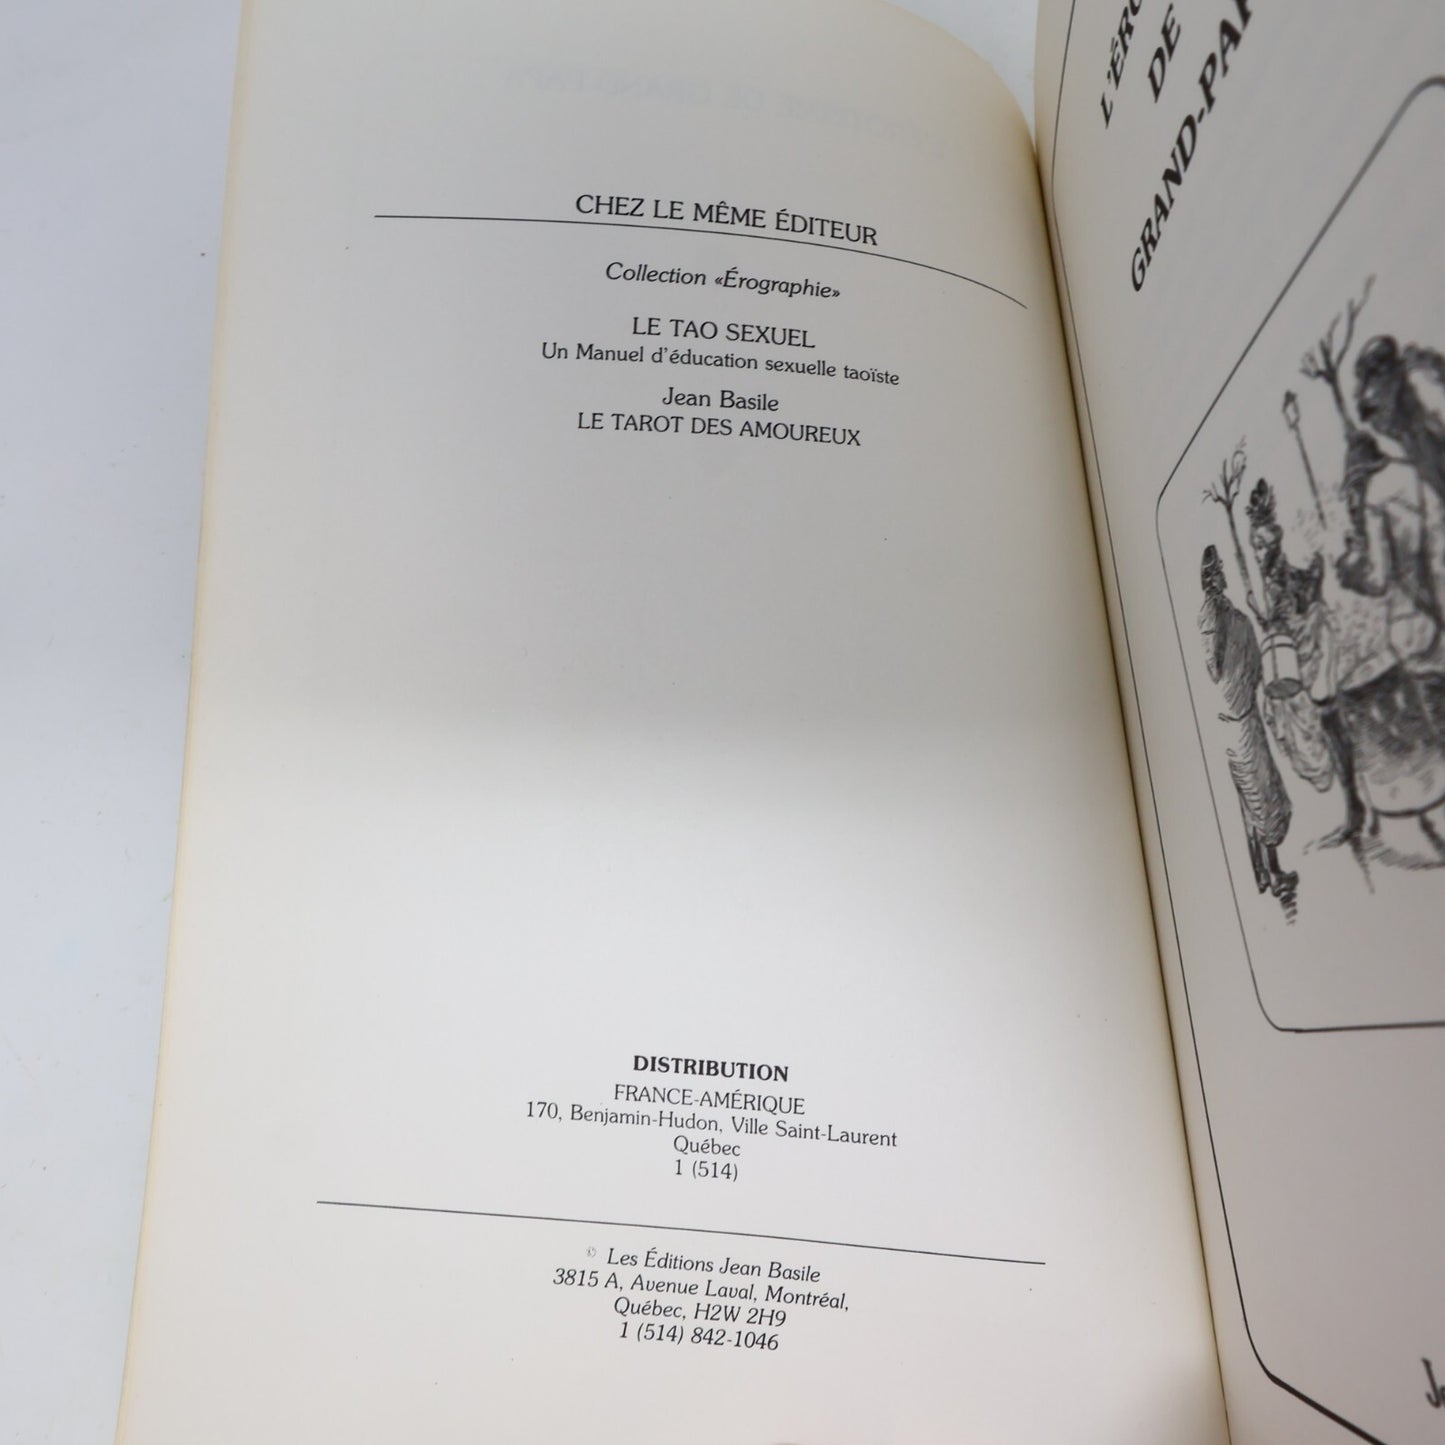 CHEZ LE MÊME ÉDITEUR
Collection «Érographie»
LE TAO SEXUEL
Un Manuel d'éducation sexuelle taoïste
Jean Basile
LE TAROT DES AMOUREUX
DISTRIBUTION
FRANCE-AMÉRIQUE
170, Benjamin-Hudon, Ville Saint-Laurent
Québec
1 (514)
© Les Éditions Jean Basile
3815 A, Avenue Laval, Montréal,
Québec, H2W 2H9
1 (514) 842-1046
DE